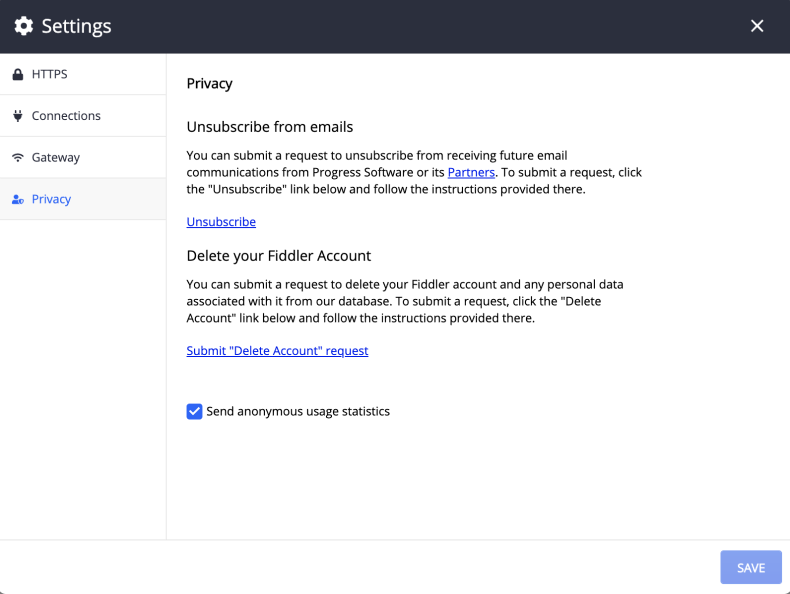 Settings
HTTPS
Connections
Gateway
Privacy
Privacy
Unsubscribe from emails
You can submit a request to unsubscribe from receiving future email
communications from Progress Software or its Partners. To submit a request, click
the "Unsubscribe" link below and follow the instructions provided there.
Unsubscribe
Delete your Fiddler Account
You can submit a request to delete your Fiddler account and any personal data
associated with it from our database. To submit a request, click the "Delete
Account" link below and follow the instructions provided there.
Submit "Delete Account" request
Send anonymous usage statistics
SAVE